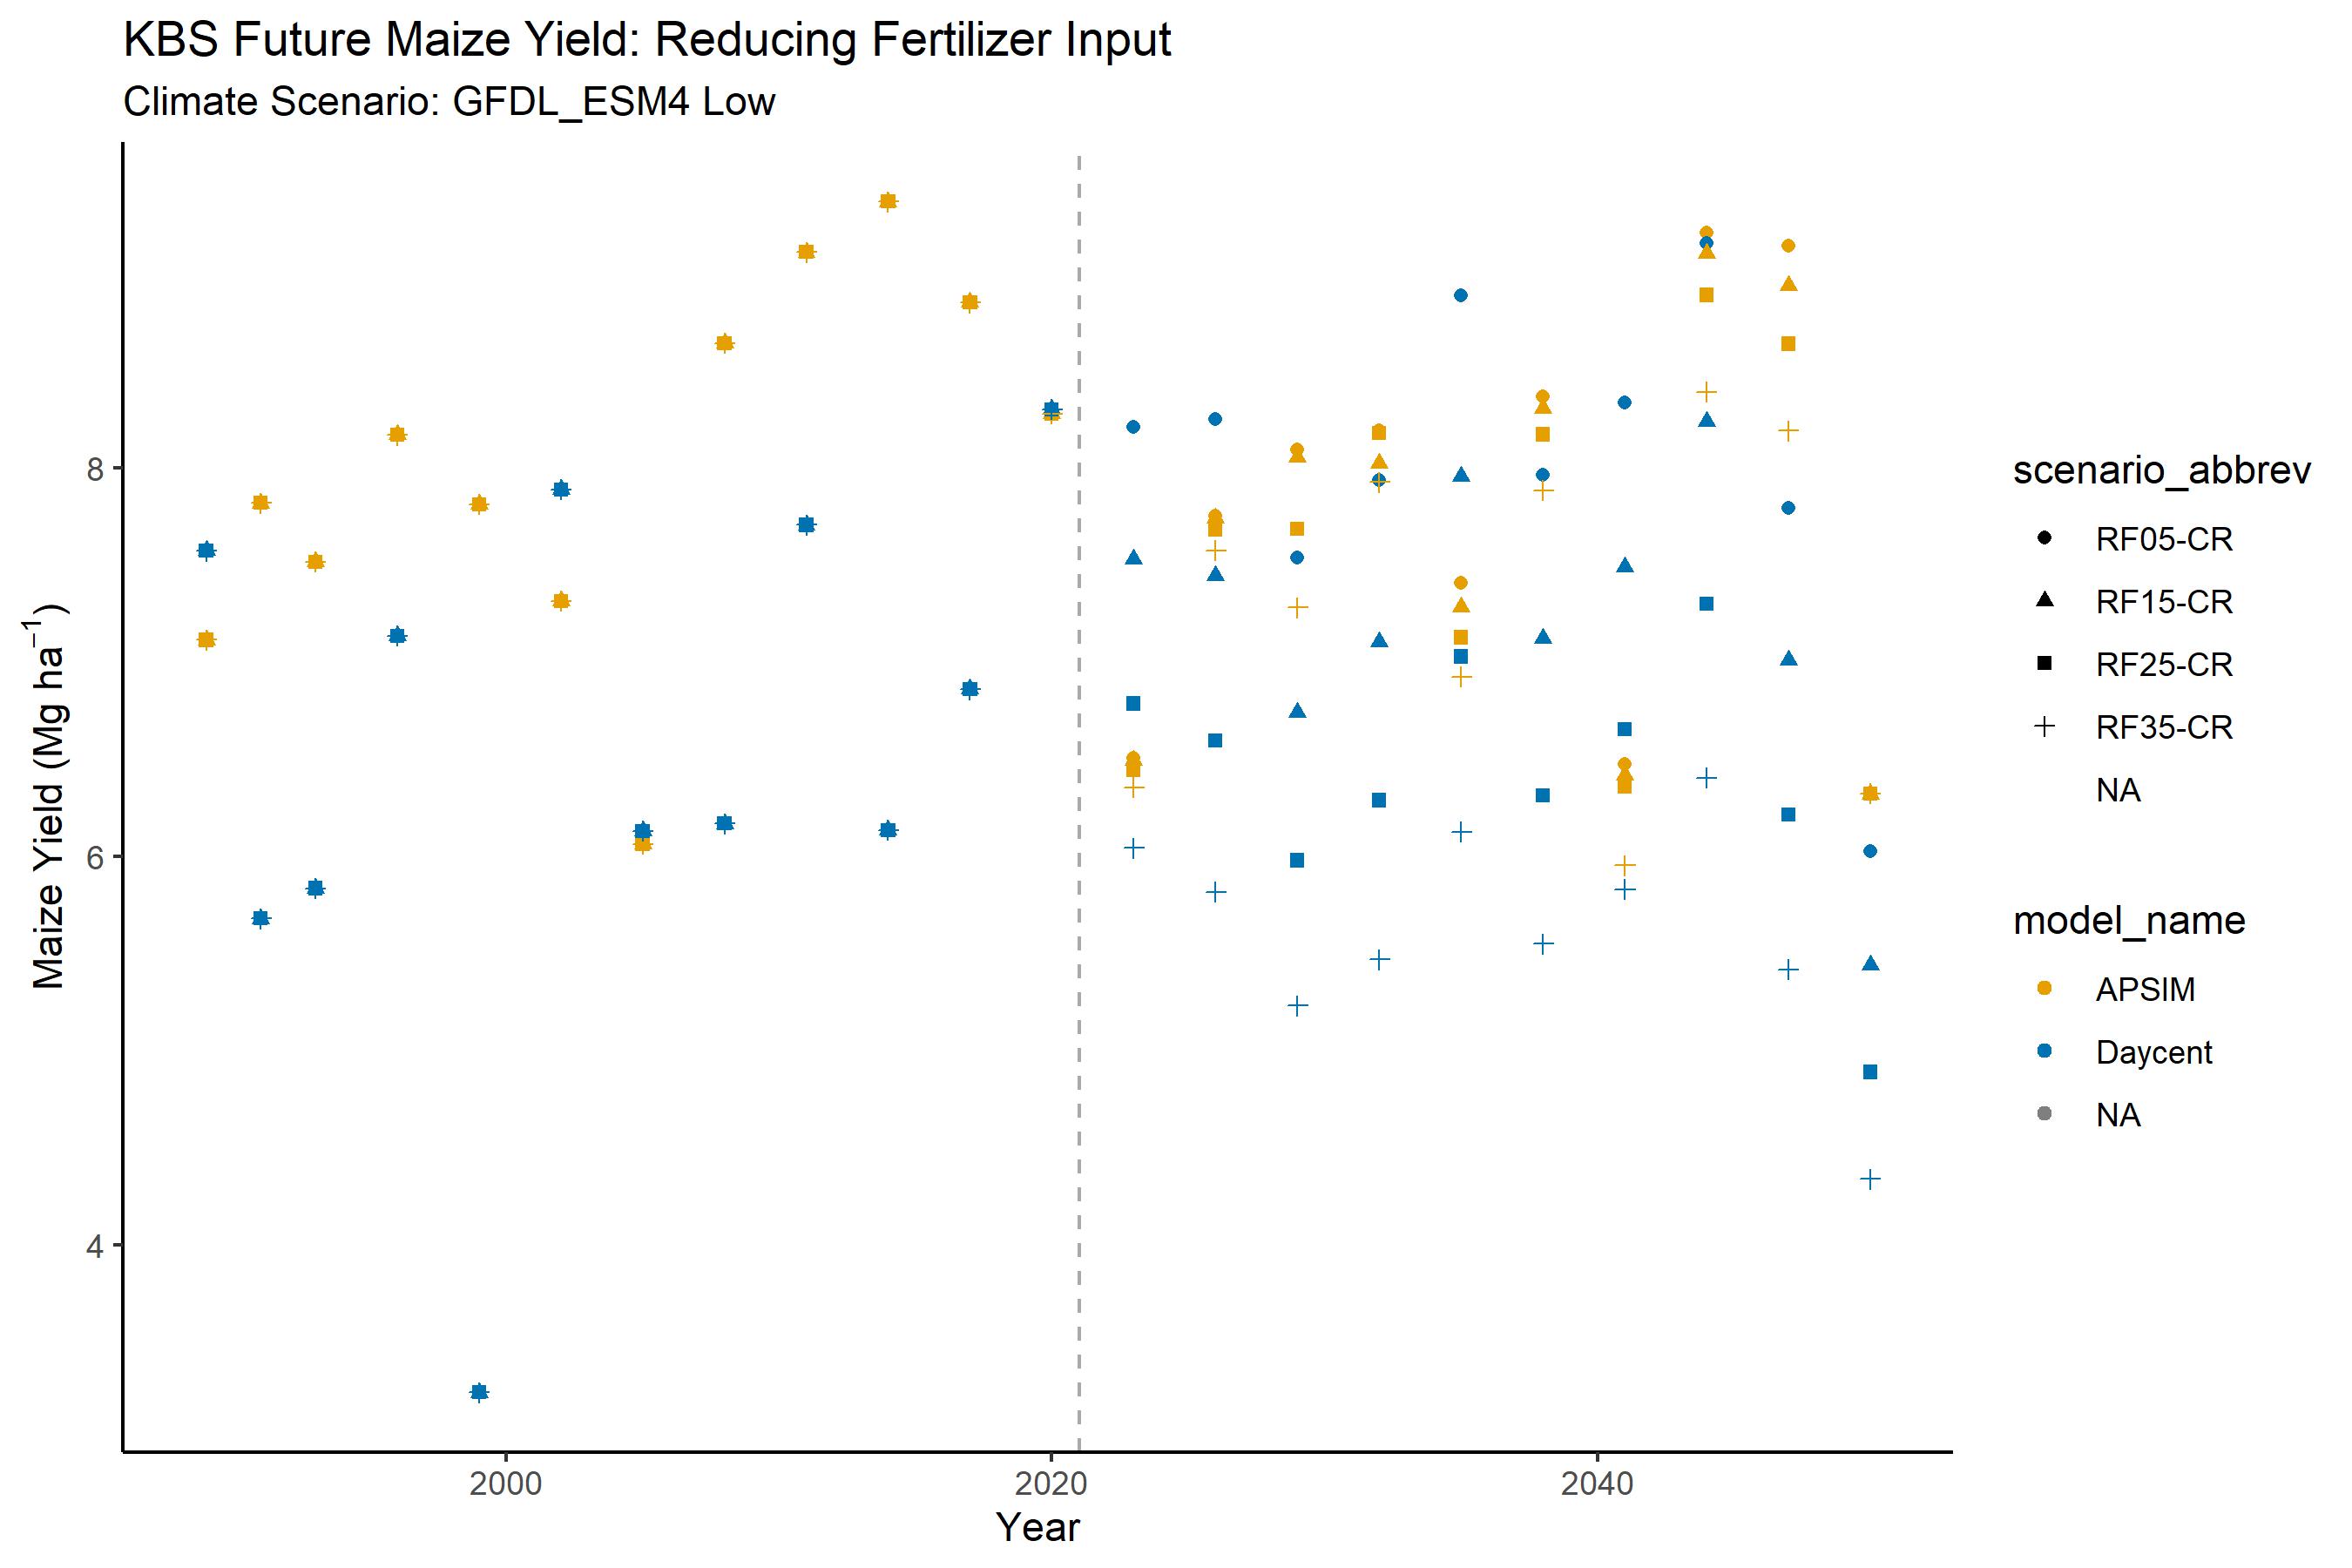 KBS Future Maize Yield: Reducing Fertilizer Input
Climate Scenario: GFDL_ESM4 Low
Maize Yield (Mg ha⁻¹)
8
6
4
2000
2020
2040
Year
scenario_abbrev
RF05-CR
RF15-CR
RF25-CR
RF35-CR
NA
model_name
APSIM
Daycent
NA